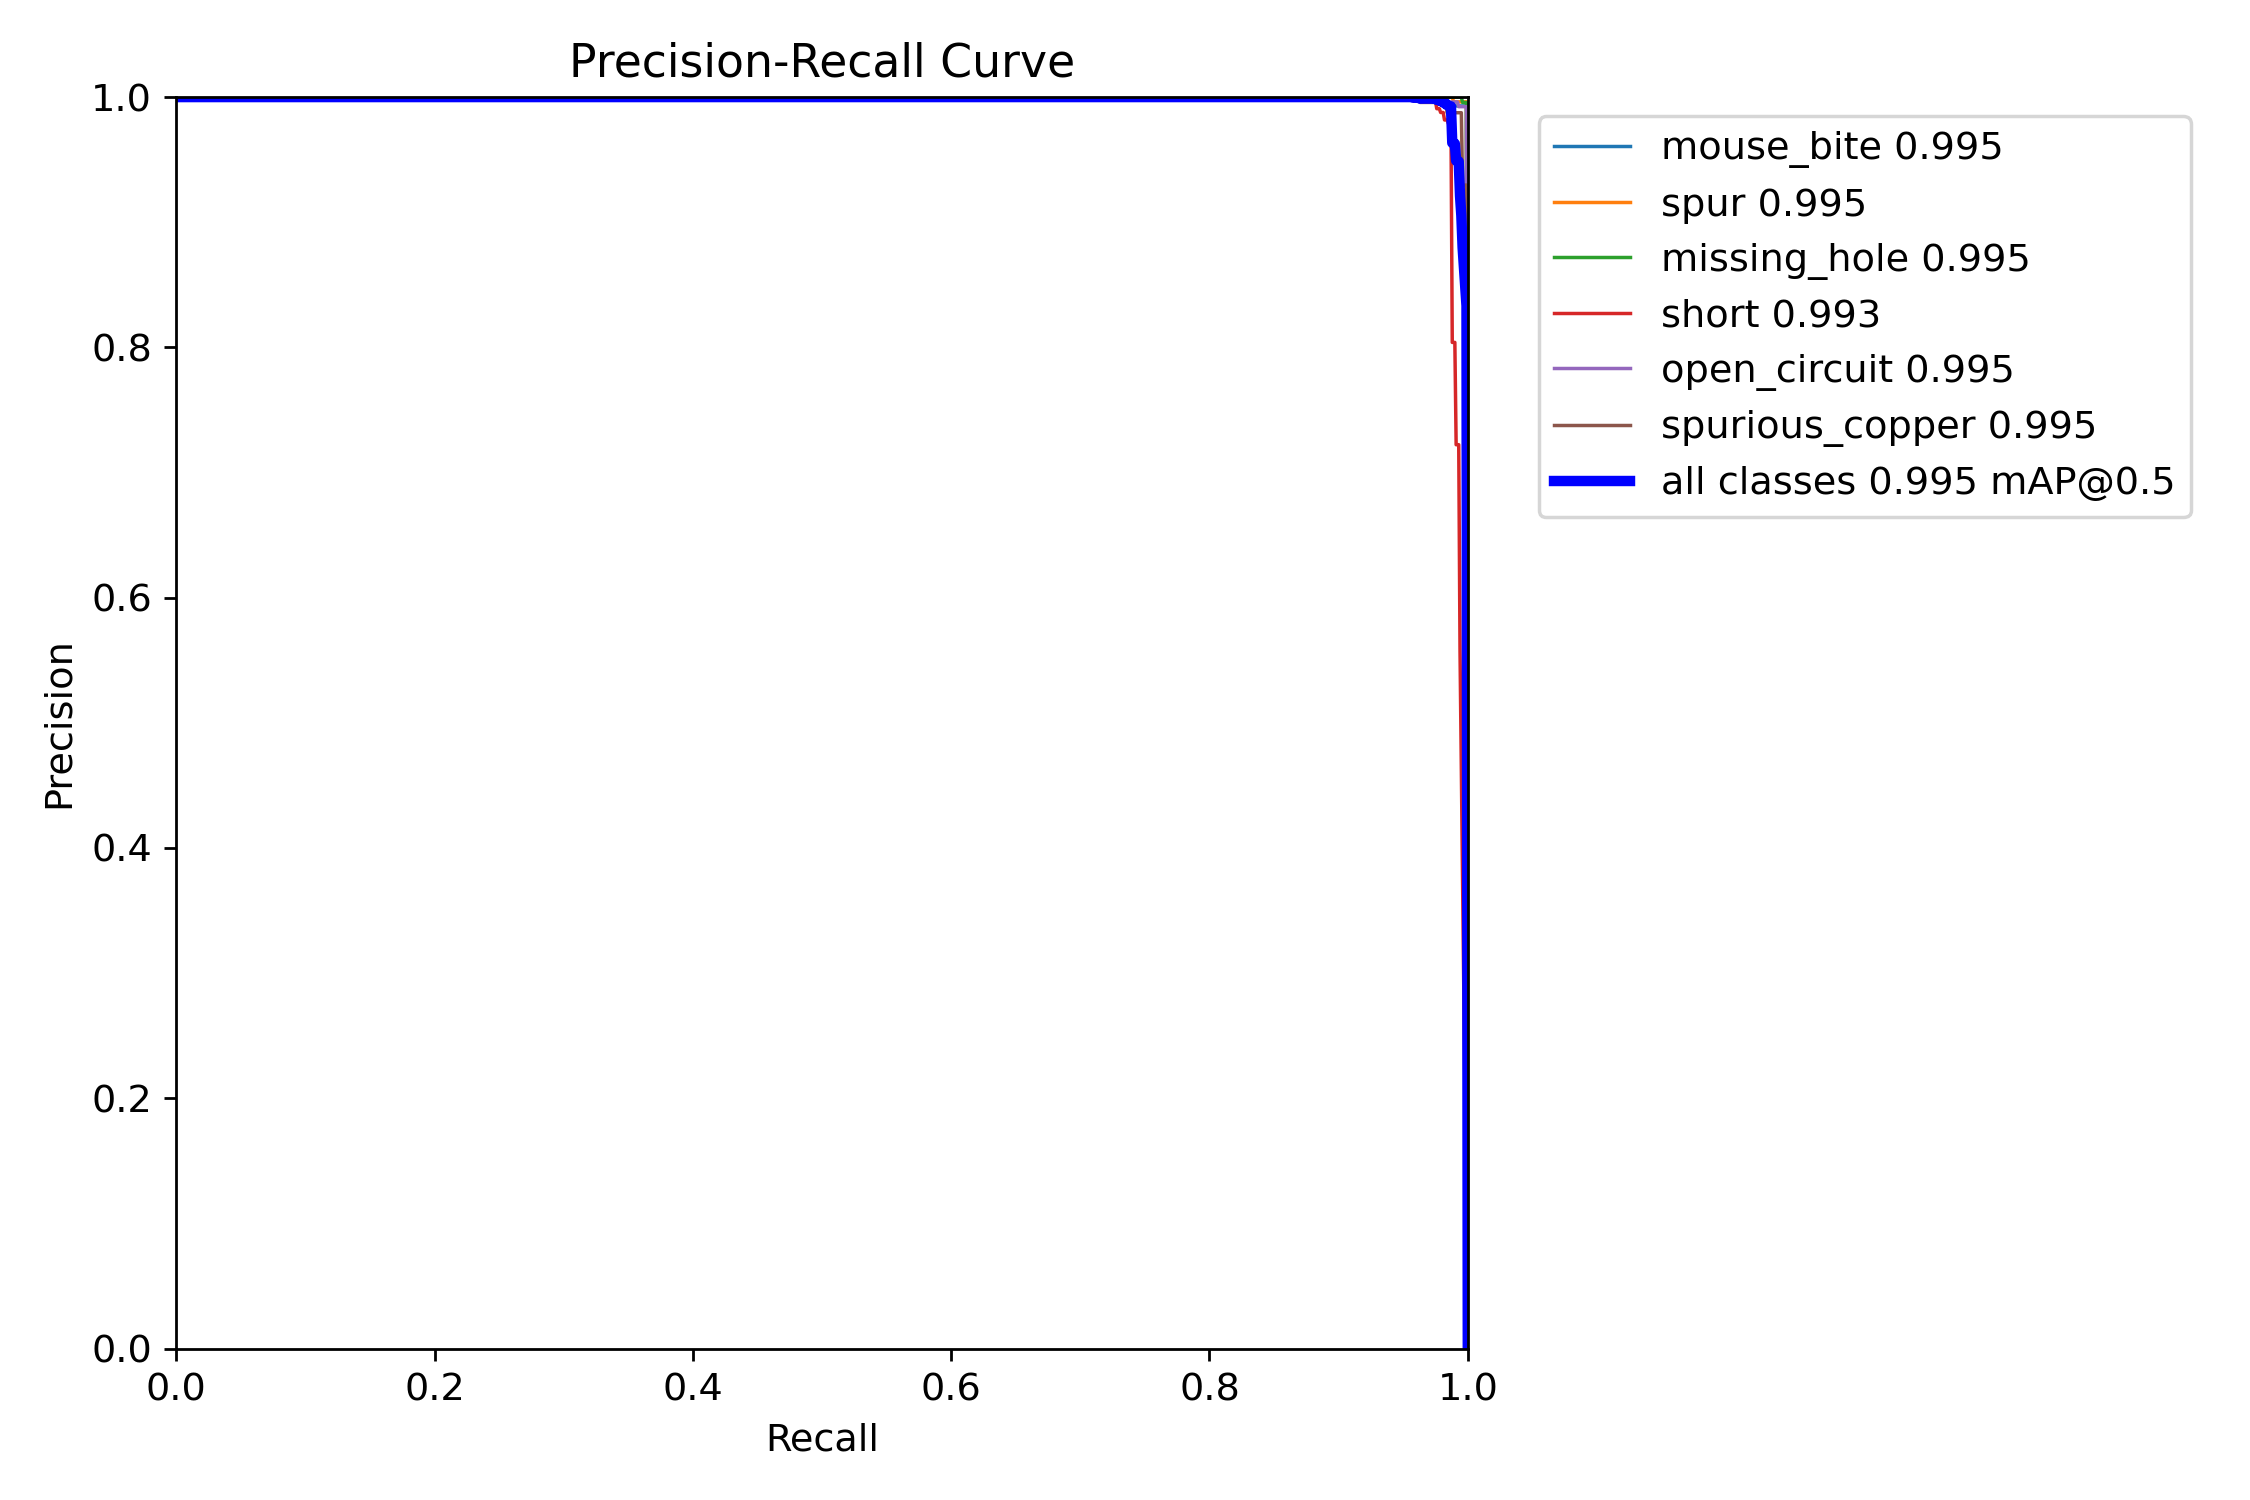 Precision-Recall Curve
1.0
0.8
0.6
0.4
0.2
0.0
Precision
0.0 0.2 0.4 0.6 0.8 1.0
Recall
mouse_bite 0.995
spur 0.995
missing_hole 0.995
short 0.993
open_circuit 0.995
spurious_copper 0.995
all classes 0.995 mAP@0.5